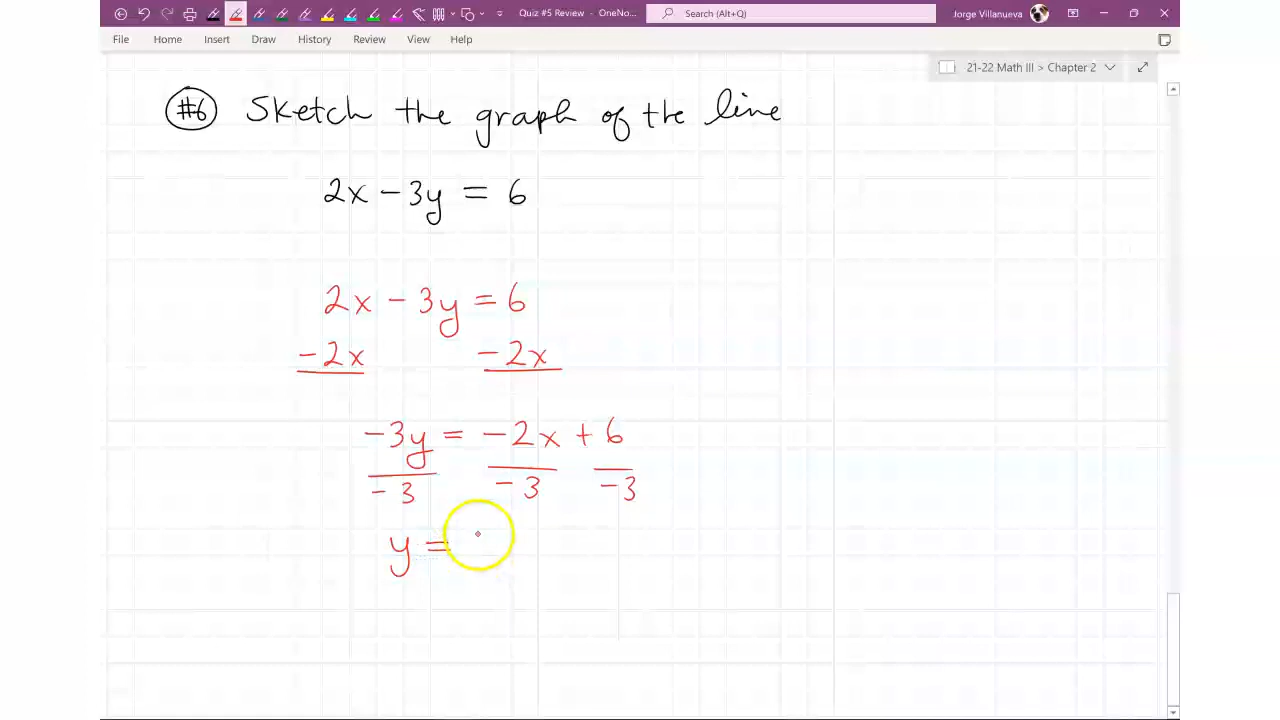 Quiz #5 Review - OneNo...
Search (Alt+Q)
Jorge Villanueva
File Home Insert Draw History Review View Help
21-22 Math III > Chapter 2
#6 Sketch the graph of the line
2x - 3y = 6
2x - 3y = 6
-2x -2x
-3y = -2x + 6
-3 -3 -3
y =